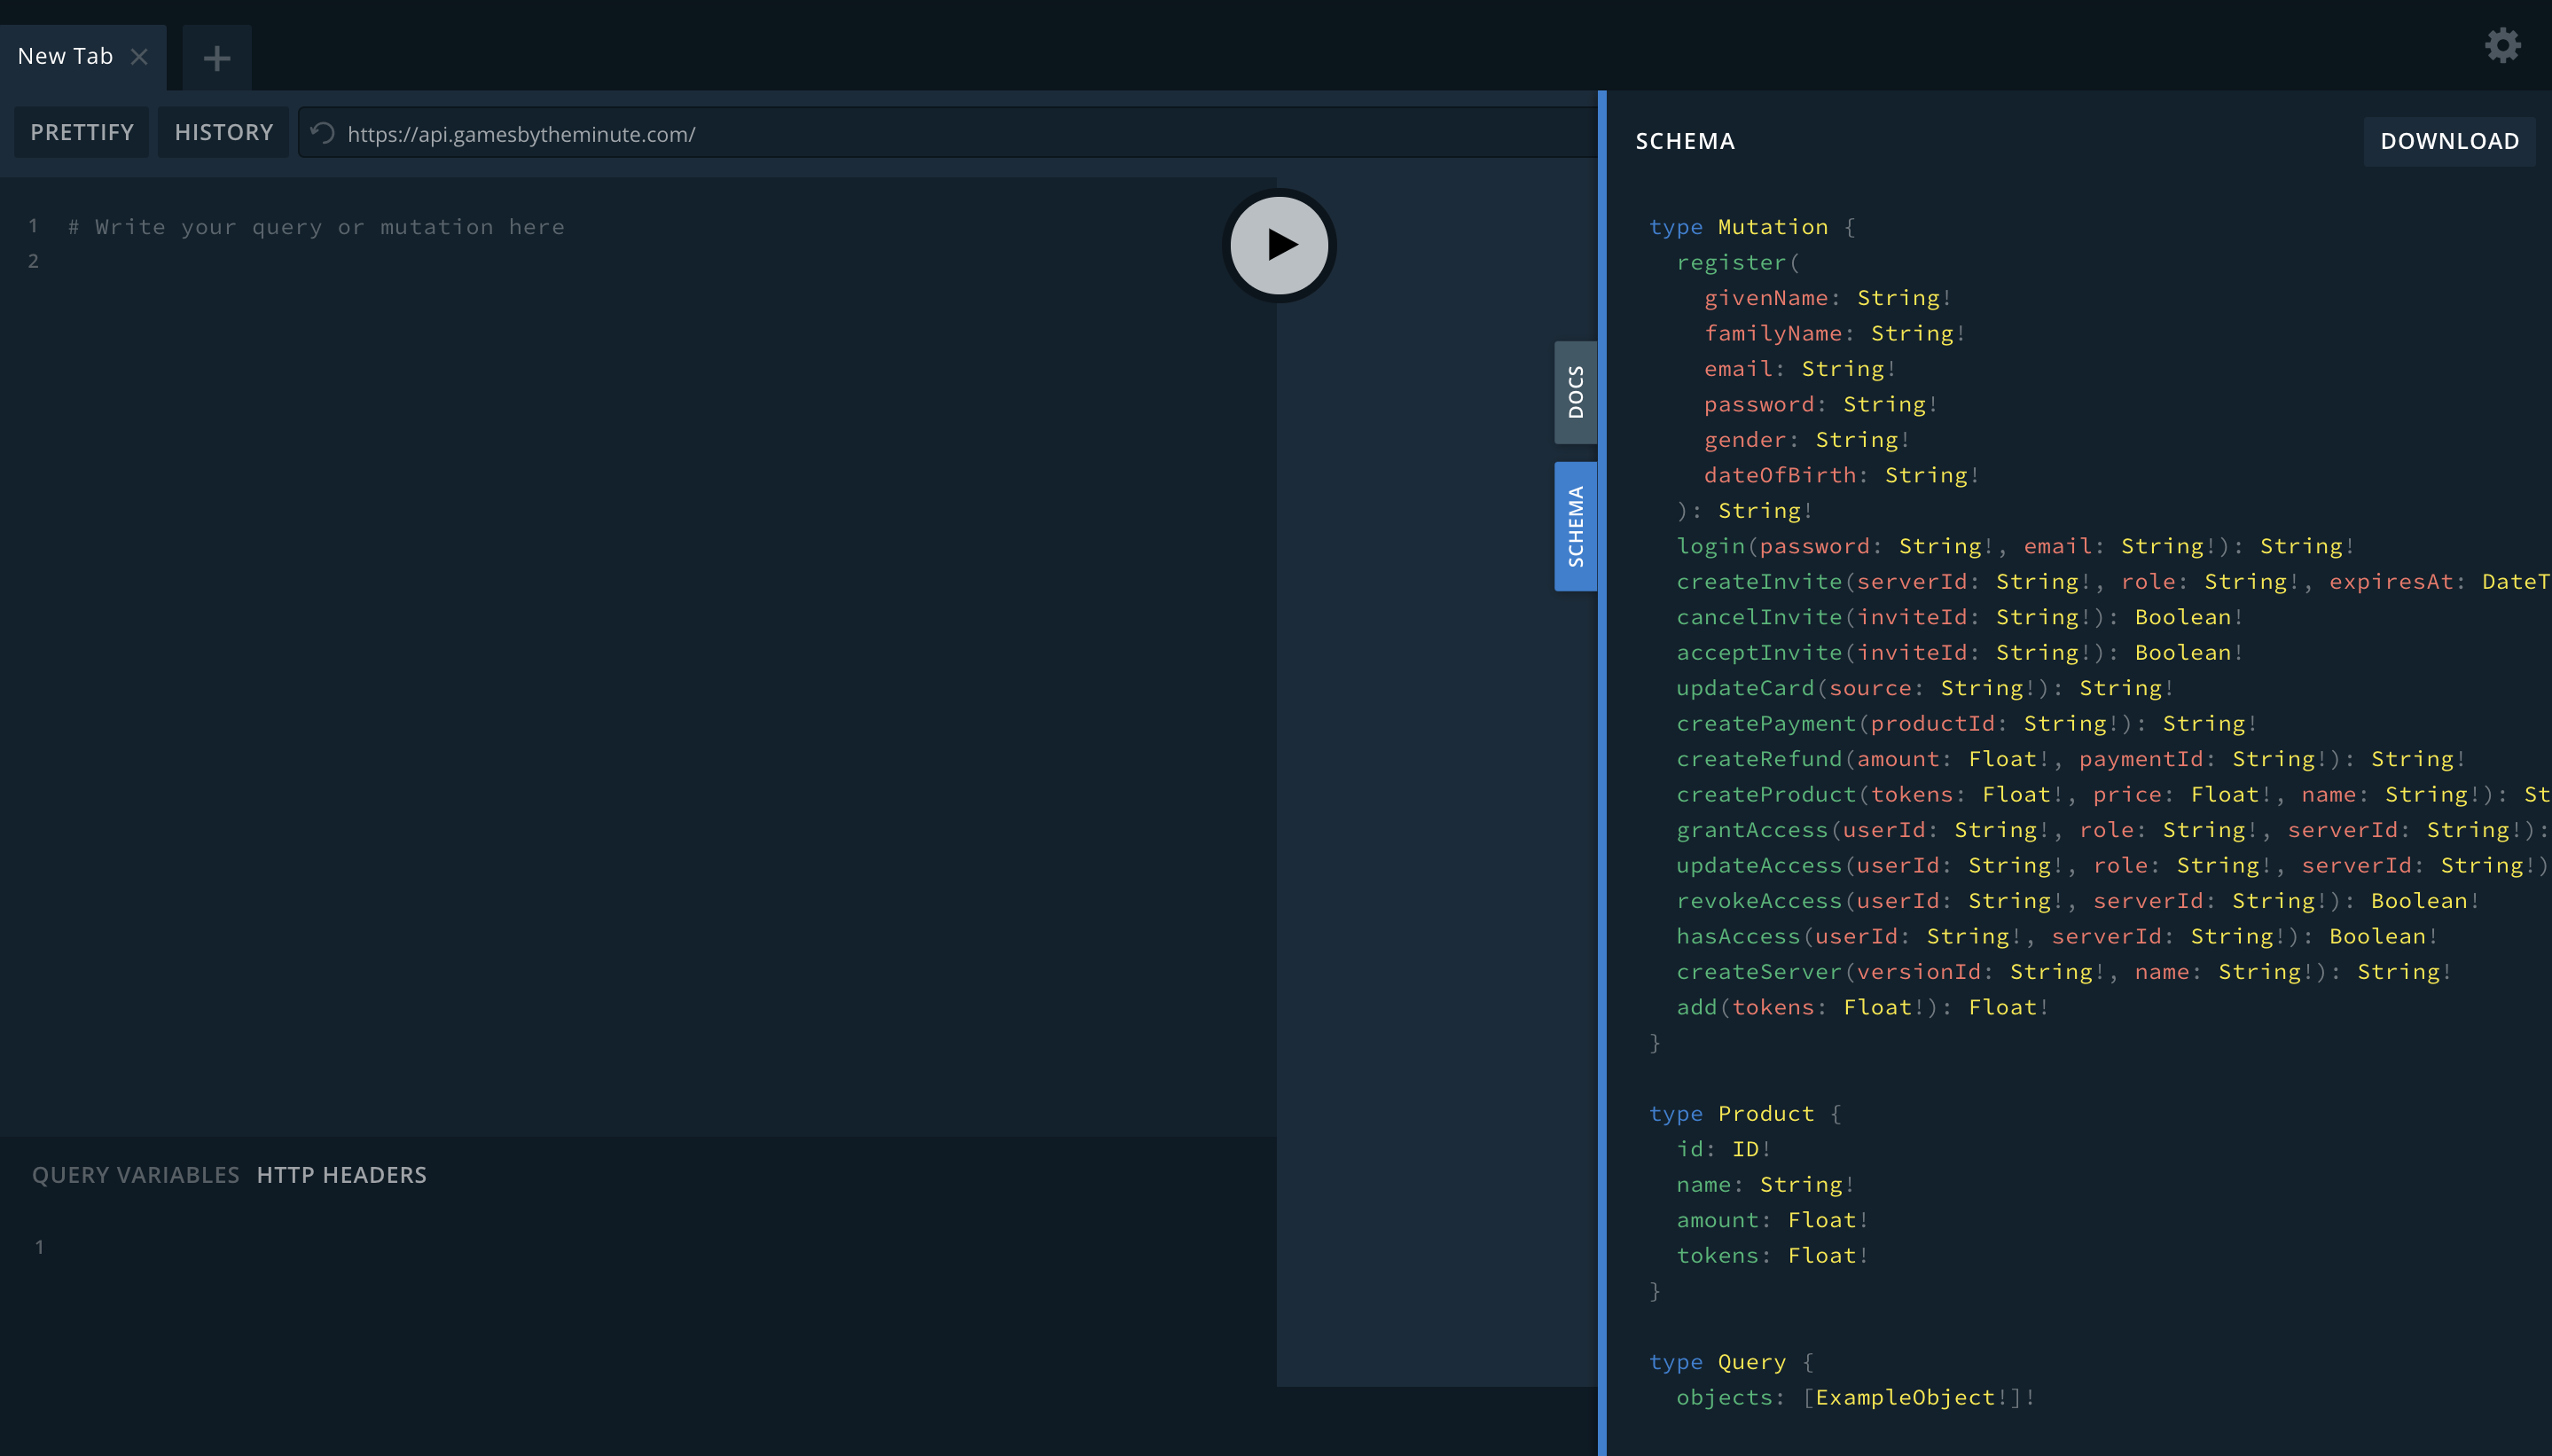 New Tab
PRETTIFY
HISTORY
https://api.gamesbytheminute.com/
1 # Write your query or mutation here
2
QUERY VARIABLES HTTP HEADERS
1
DOCS
SCHEMA
SCHEMA
DOWNLOAD
type Mutation {
register(
givenName: String!
familyName: String!
email: String!
password: String!
gender: String!
dateOfBirth: String!
): String!
login(password: String!, email: String!): String!
createInvite(serverId: String!, role: String!, expiresAt: DateT
cancelInvite(inviteId: String!): Boolean!
acceptInvite(inviteId: String!): Boolean!
updateCard(source: String!): String!
createPayment(productId: String!): String!
createRefund(amount: Float!, paymentId: String!): String!
createProduct(tokens: Float!, price: Float!, name: String!): St
grantAccess(userId: String!, role: String!, serverId: String!):
updateAccess(userId: String!, role: String!, serverId: String!)
revokeAccess(userId: String!, serverId: String!): Boolean!
hasAccess(userId: String!, serverId: String!): Boolean!
createServer(versionId: String!, name: String!): String!
add(tokens: Float!): Float!
}
type Product {
id: ID!
name: String!
amount: Float!
tokens: Float!
}
type Query {
objects: [ExampleObject!]!